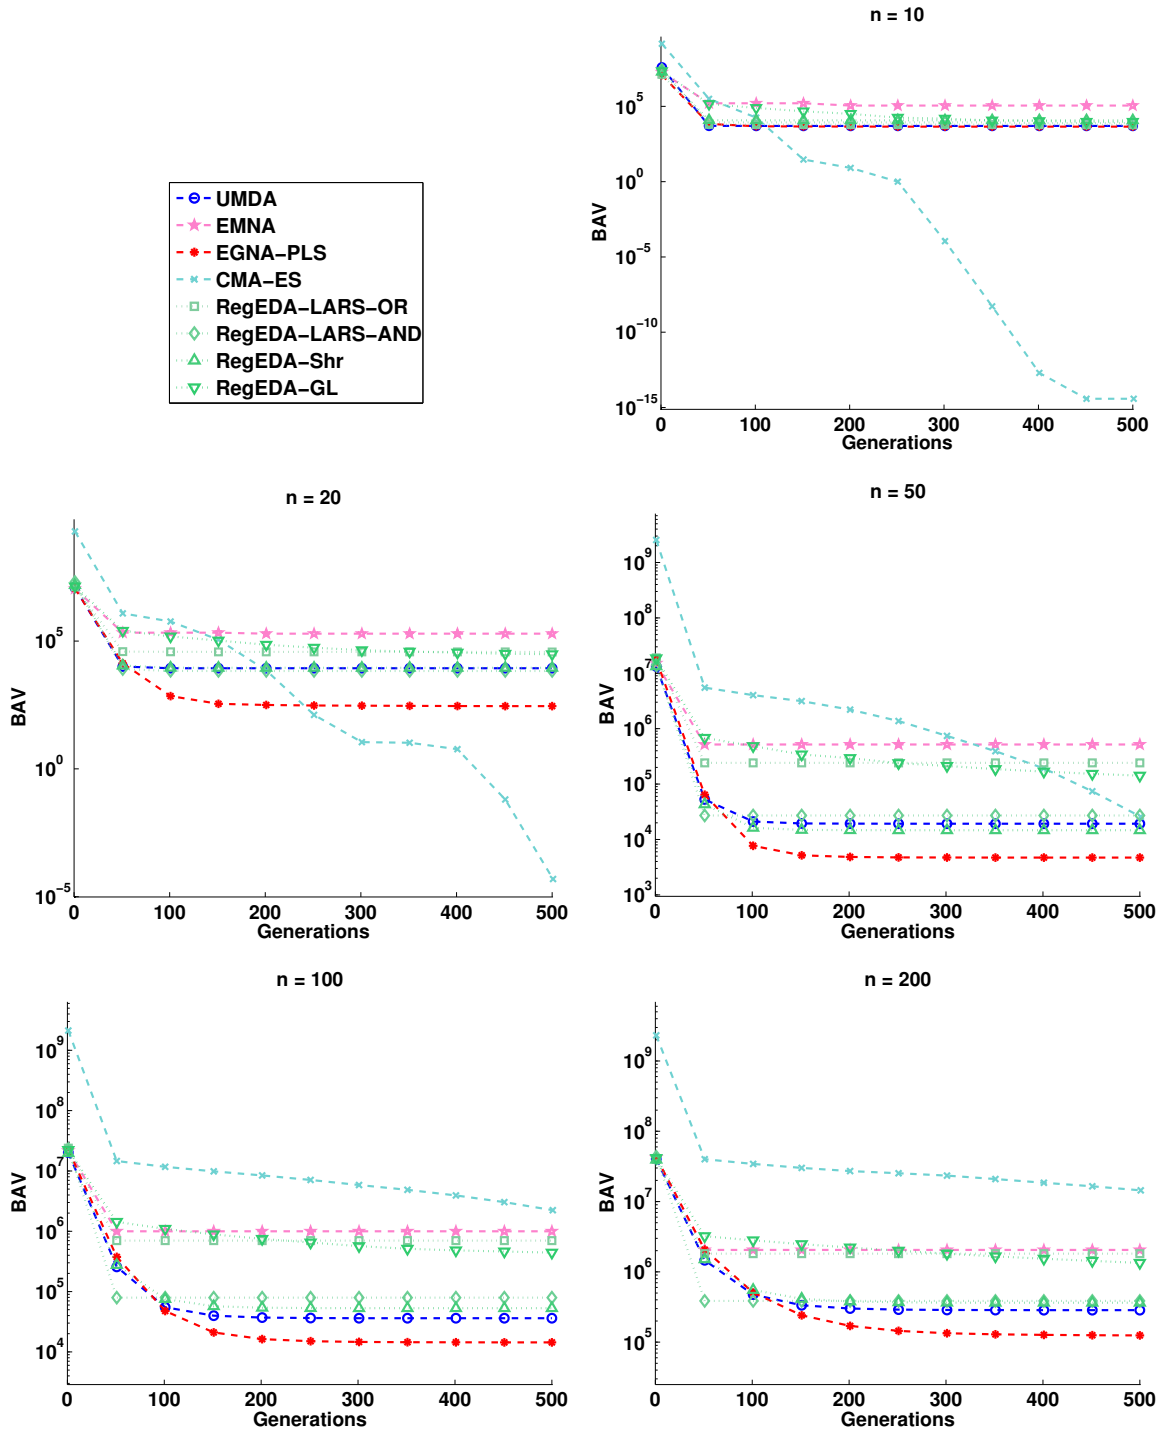 n = 10
10^5
10^0
10^−5
10^−10
10^−15
BAV
0 100 200 300 400 500
Generations
UMDA
EMNA
EGNA−PLS
CMA−ES
RegEDA−LARS−OR
RegEDA−LARS−AND
RegEDA−Shr
RegEDA−GL
n = 20
10^5
10^0
10^−5
BAV
0 100 200 300 400 500
Generations
n = 50
10^9
10^8
10^7
10^6
10^5
10^4
10^3
BAV
0 100 200 300 400 500
Generations
n = 100
10^9
10^8
10^7
10^6
10^5
10^4
BAV
0 100 200 300 400 500
Generations
n = 200
10^9
10^8
10^7
10^6
10^5
BAV
0 100 200 300 400 500
Generations